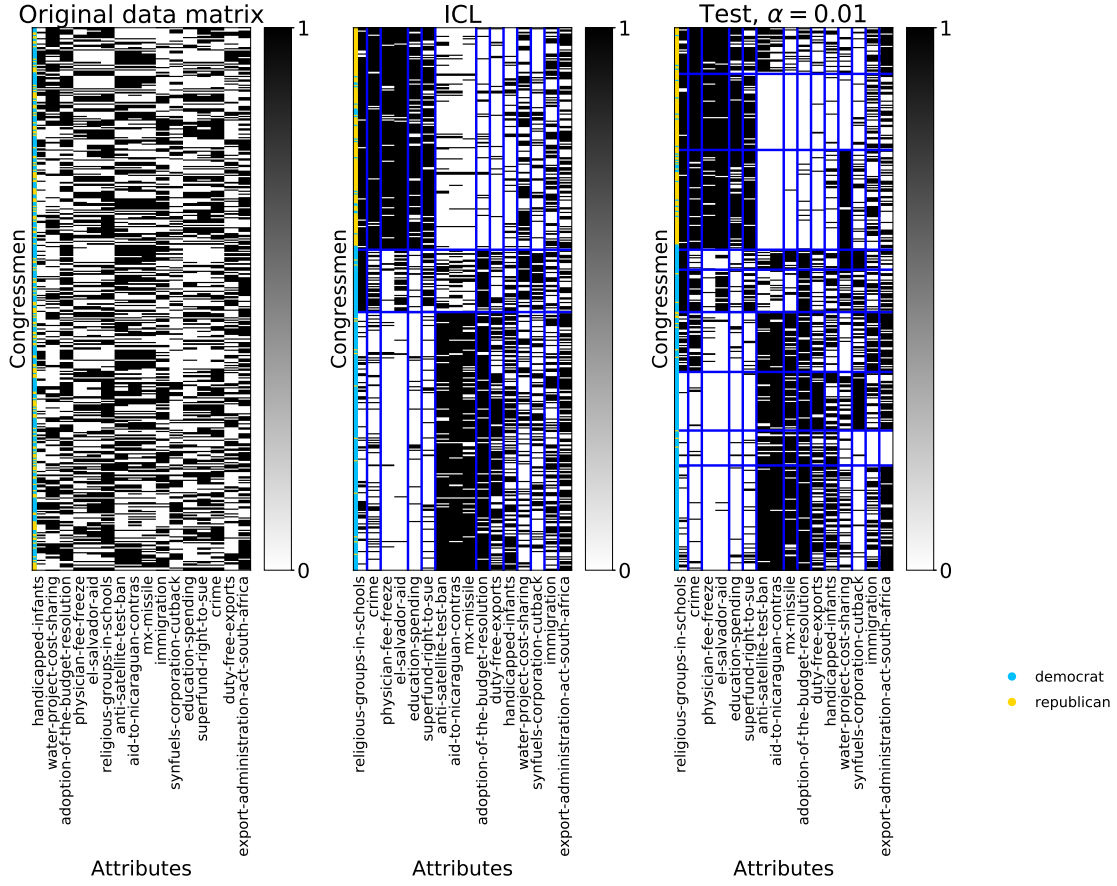 Original data matrix
ICL
Test, α = 0.01
Congressmen
1
0
handicapped-infants
water-project-cost-sharing
adoption-of-the-budget-resolution
physician-fee-freeze
el-salvador-aid
religious-groups-in-schools
anti-satellite-test-ban
aid-to-nicaraguan-contras
mx-missile
immigration
synfuels-corporation-cutback
education-spending
superfund-right-to-sue
crime
duty-free-exports
export-administration-act-south-africa
Attributes
Congressmen
1
0
religious-groups-in-schools
crime
physician-fee-freeze
el-salvador-aid
education-spending
superfund-right-to-sue
anti-satellite-test-ban
aid-to-nicaraguan-contras
mx-missile
adoption-of-the-budget-resolution
duty-free-exports
handicapped-infants
water-project-cost-sharing
synfuels-corporation-cutback
immigration
export-administration-act-south-africa
Attributes
Congressmen
1
0
religious-groups-in-schools
crime
physician-fee-freeze
el-salvador-aid
education-spending
superfund-right-to-sue
anti-satellite-test-ban
aid-to-nicaraguan-contras
mx-missile
adoption-of-the-budget-resolution
duty-free-exports
handicapped-infants
water-project-cost-sharing
synfuels-corporation-cutback
immigration
export-administration-act-south-africa
Attributes
democrat
republican